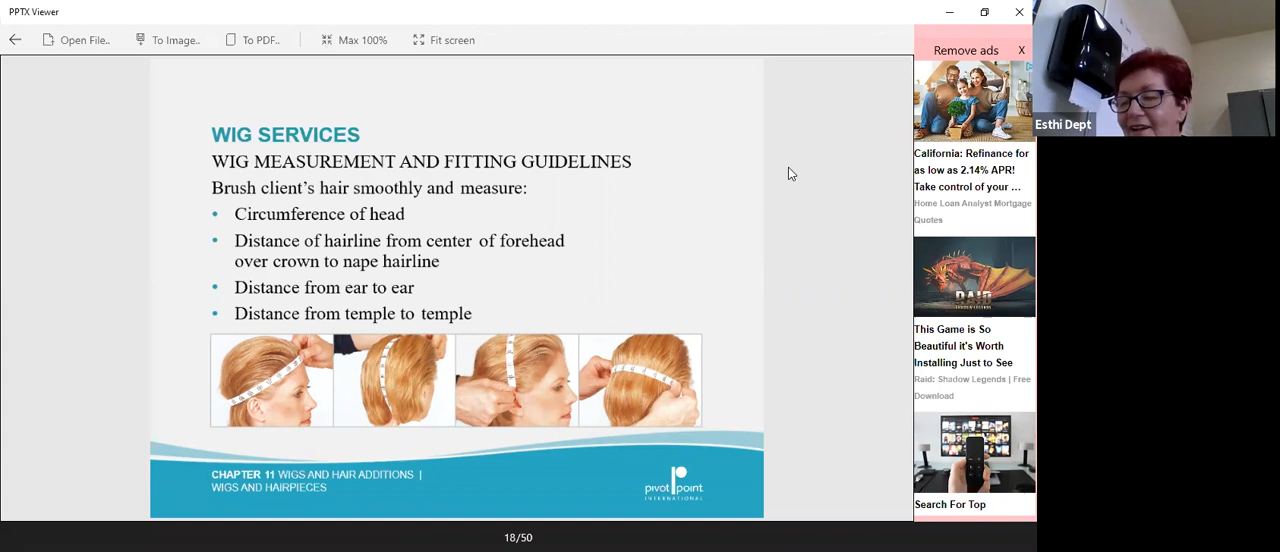 PPTX Viewer
Open File..
To Image..
To PDF..
Max 100%
Fit screen
Remove ads X
Esthi Dept
WIG SERVICES
WIG MEASUREMENT AND FITTING GUIDELINES
Brush client's hair smoothly and measure:
• Circumference of head
• Distance of hairline from center of forehead
over crown to nape hairline
• Distance from ear to ear
• Distance from temple to temple
CHAPTER 11 WIGS AND HAIR ADDITIONS |
WIGS AND HAIRPIECES
pivot point
INTERNATIONAL
California: Refinance for
as low as 2.14% APR!
Take control of your ...
Home Loan Analyst Mortgage
Quotes
RAID
SHADOW LEGENDS
This Game is So
Beautiful it's Worth
Installing Just to See
Raid: Shadow Legends | Free
Download
Search For Top
18/50